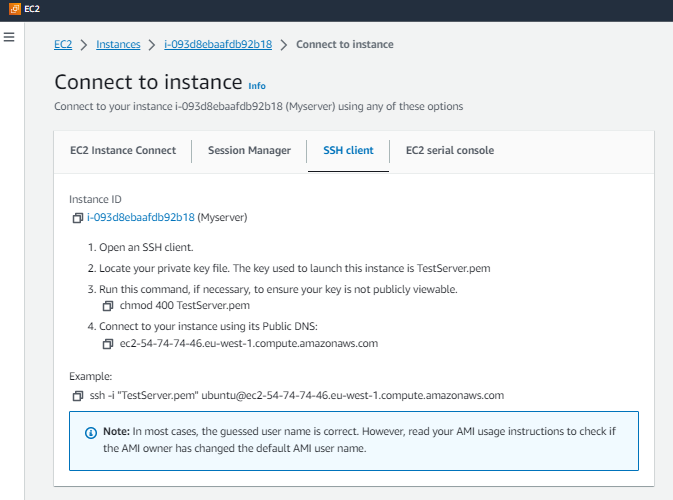 EC2
EC2 > Instances > i-093d8ebaafdb92b18 > Connect to instance
Connect to instance Info
Connect to your instance i-093d8ebaafdb92b18 (Myserver) using any of these options
EC2 Instance Connect Session Manager SSH client EC2 serial console
Instance ID
i-093d8ebaafdb92b18 (Myserver)
1. Open an SSH client.
2. Locate your private key file. The key used to launch this instance is TestServer.pem
3. Run this command, if necessary, to ensure your key is not publicly viewable.
chmod 400 TestServer.pem
4. Connect to your instance using its Public DNS:
ec2-54-74-74-46.eu-west-1.compute.amazonaws.com
Example:
ssh -i "TestServer.pem" ubuntu@ec2-54-74-74-46.eu-west-1.compute.amazonaws.com
Note: In most cases, the guessed user name is correct. However, read your AMI usage instructions to check if
the AMI owner has changed the default AMI user name.